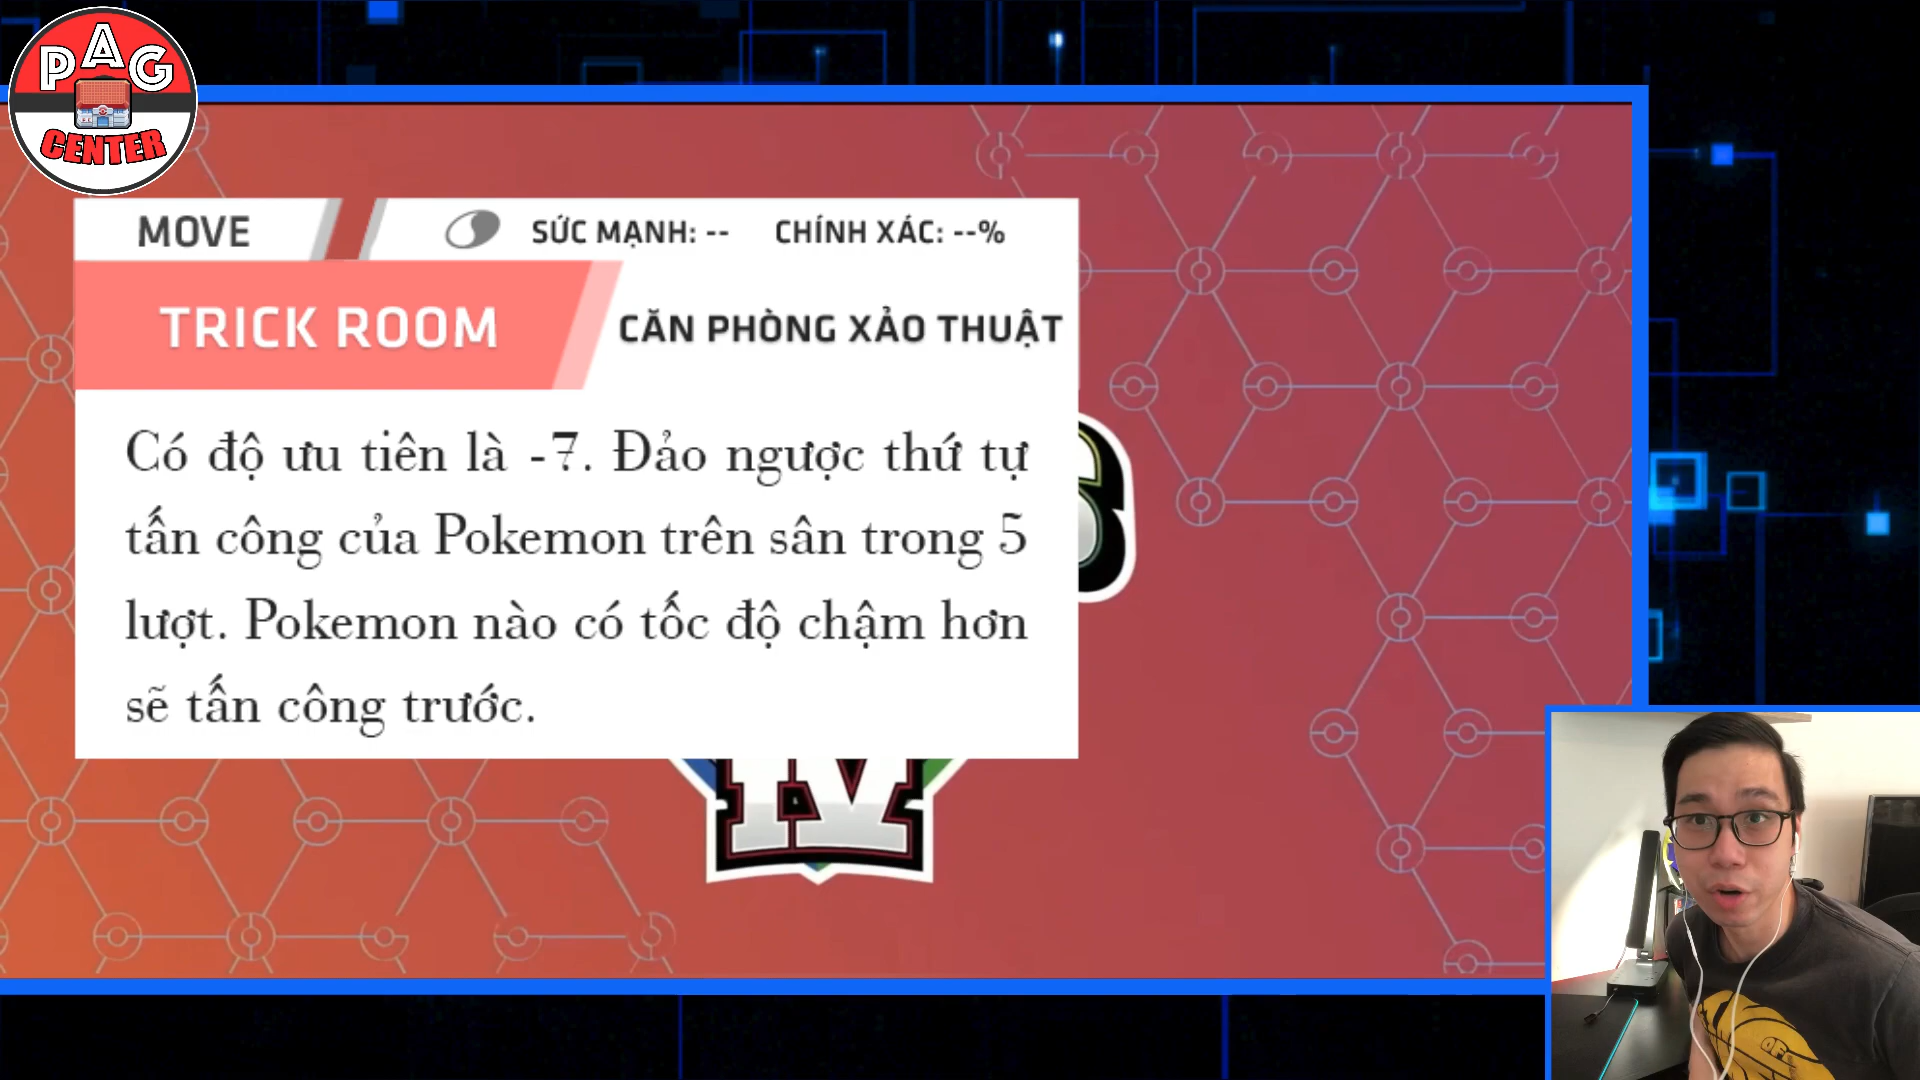 PAG
CENTER
MOVE
SỨC MẠNH: --
CHÍNH XÁC: --%
TRICK ROOM
CĂN PHÒNG XẢO THUẬT
Có độ ưu tiên là -7. Đảo ngược thứ tự
tấn công của Pokemon trên sân trong 5
lượt. Pokemon nào có tốc độ chậm hơn
sẽ tấn công trước.